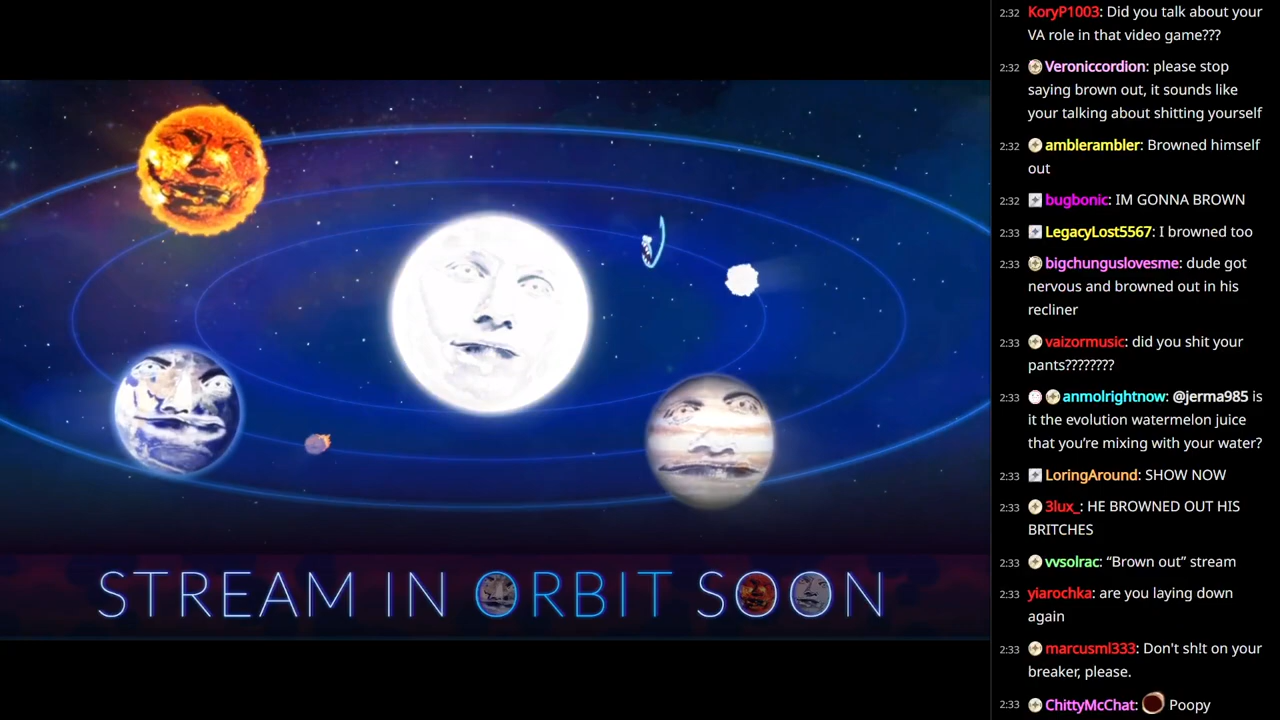 STREAM IN ORBIT SOON
2:32 KoryP1003: Did you talk about your
VA role in that video game???
2:32 Veroniccordion: please stop
saying brown out, it sounds like
your talking about shitting yourself
2:32 amblerambler: Browned himself
out
2:32 bugbonic: IM GONNA BROWN
2:33 LegacyLost5567: I browned too
2:33 bigchunguslovesme: dude got
nervous and browned out in his
recliner
2:33 vaizormusic: did you shit your
pants????????
2:33 anmolrightnow: @jerma985 is
it the evolution watermelon juice
that you’re mixing with your water?
2:33 LoringAround: SHOW NOW
2:33 3lux_: HE BROWNED OUT HIS
BRITCHES
2:33 vvsolrac: “Brown out” stream
2:33 yiarochka: are you laying down
again
2:33 marcusml333: Don't sh!t on your
breaker, please.
2:33 ChittyMcChat: Poopy